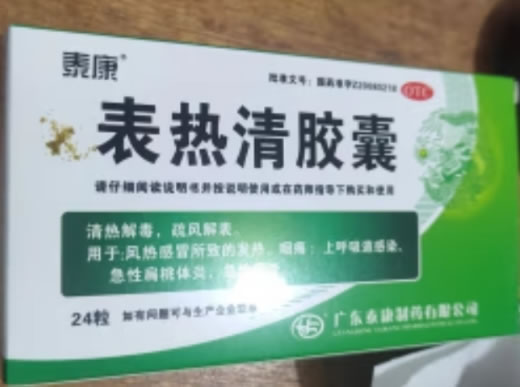 泰康
批准文号：国药准字Z20080218
OTC
表热清胶囊
请仔细阅读说明书并按说明使用或在药师指导下购买和使用
清热解毒，疏风解表。
用于:风热感冒所致的发热，咽痛；上呼吸道感染、
急性扁桃体炎、
24粒
如有问题可与生产企业联系
广东泰康制药有限公司